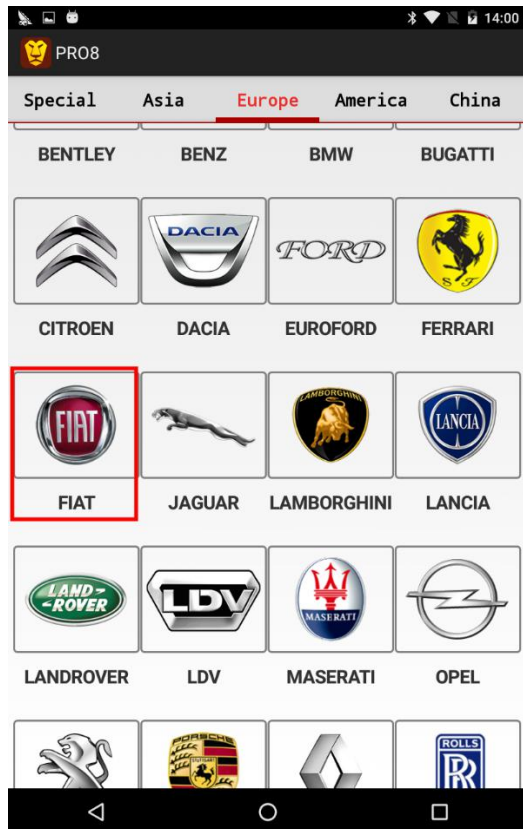 14:00
PRO8
Special Asia Europe America China
BENTLEY BENZ BMW BUGATTI
DACIA FORD S F
CITROEN DACIA EUROFORD FERRARI
FIAT LAMBORGHINI LANCIA
FIAT JAGUAR LAMBORGHINI LANCIA
LAND-ROVER LDV MASERATI
LANDROVER LDV MASERATI OPEL
PORSCHE ROLLS
STUTTGART R